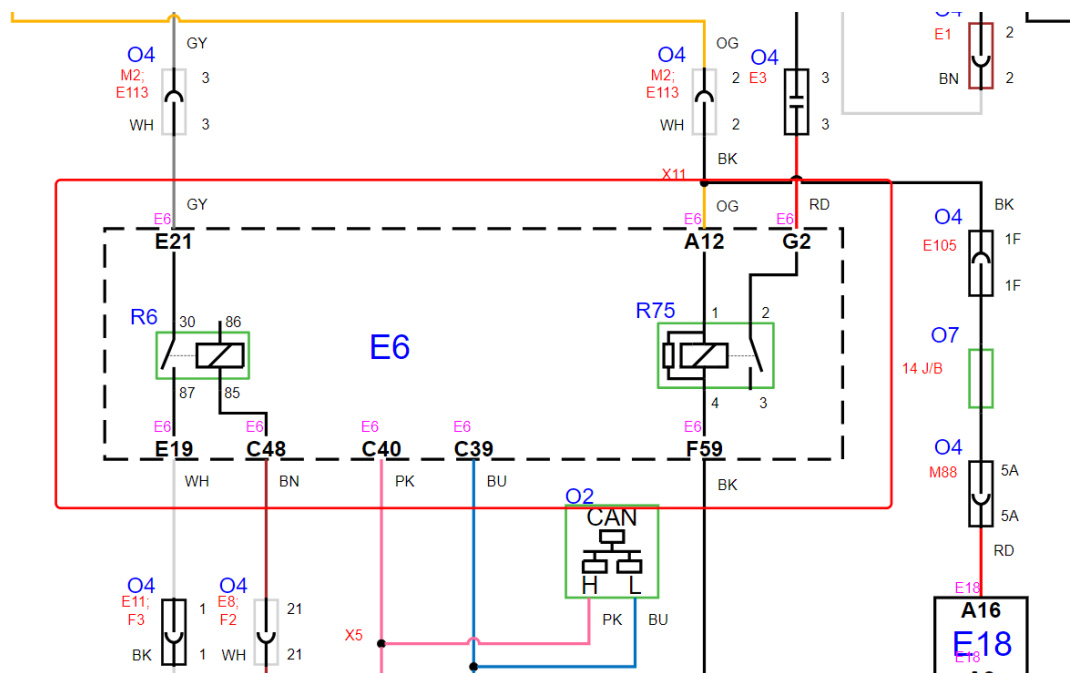 O4
E1
2
BN
2
GY
O4
M2;
E113
3
WH
3
OG
O4
M2;
E113
2
WH
2
BK
O4
E3
3
3
X11
E6
GY
E21
E6
OG
A12
E6
RD
G2
BK
O4
E105
1F
1F
R6
30
86
87
85
E6
R75
1
2
4
3
O7
14 J/B
E6
E19
WH
E6
C48
BN
E6
C40
PK
E6
C39
BU
E6
F59
BK
O4
M88
5A
5A
RD
O2
CAN
H
L
PK
BU
X5
O4
E11;
F3
1
BK
1
O4
E8;
F2
21
WH
21
E18
A16
E18
E18